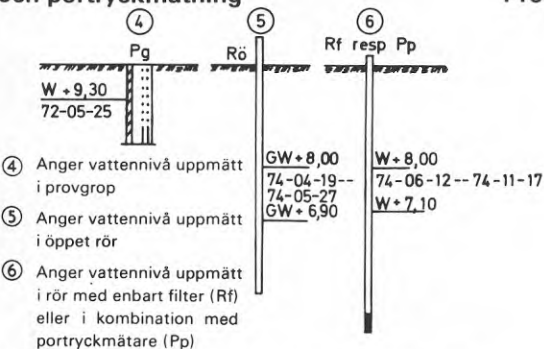 och portryckmätning
4 5 6
Pg Rö Rf resp Pp
W+9,30
72-05-25
GW+8,00
74-04-19--
74-05-27
GW+6,90
W+8,00
74-06-12--74-11-17
W+7,10
4 Anger vattennivå uppmätt
i provgrop
5 Anger vattennivå uppmätt
i öppet rör
6 Anger vattennivå uppmätt
i rör med enbart filter (Rf)
eller i kombination med
portryckmätare (Pp)